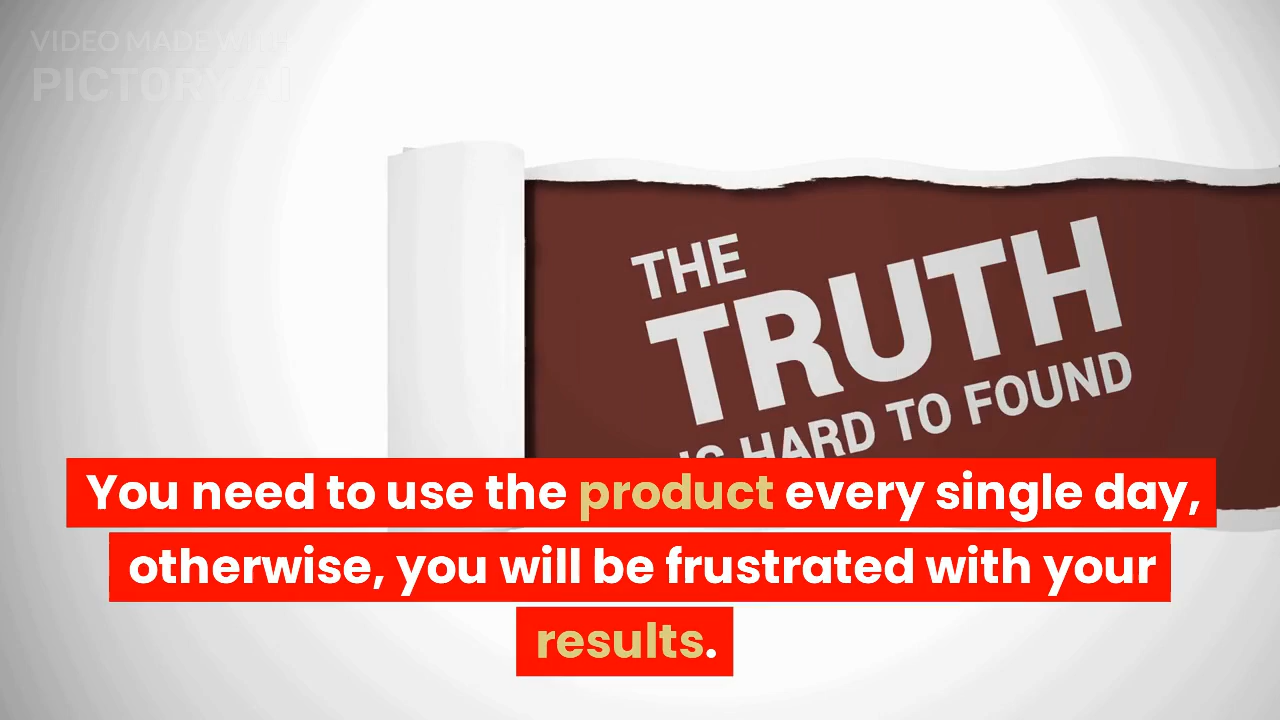 VIDEO MADE WITH
PICTORY.AI
THE
TRUTH
IS HARD TO FOUND
You need to use the product every single day,
otherwise, you will be frustrated with your
results.